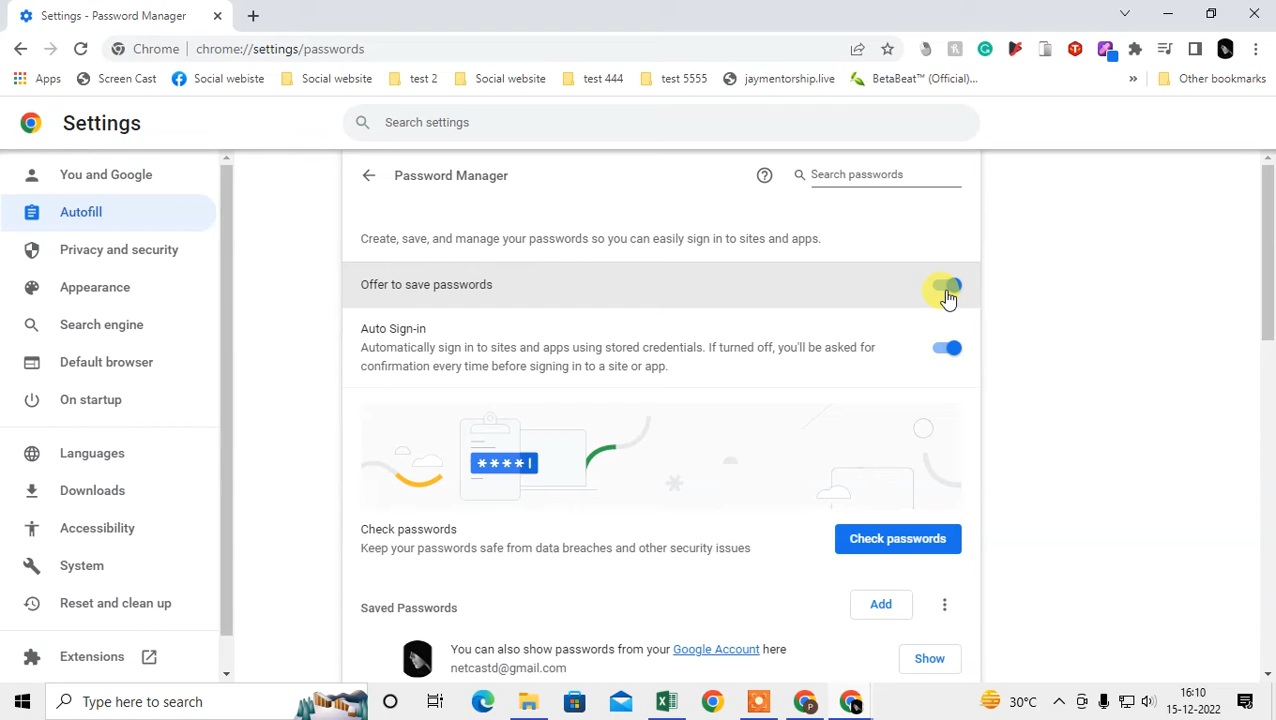 Settings - Password Manager
Chrome | chrome://settings/passwords
Apps
Screen Cast
Social webiste
Social website
test 2
Social website
test 444
test 5555
jaymentorship.live
BetaBeat™ (Official)...
»
Other bookmarks
Settings
Search settings
You and Google
Autofill
Privacy and security
Appearance
Search engine
Default browser
On startup
Languages
Downloads
Accessibility
System
Reset and clean up
Extensions
Password Manager
Search passwords
Create, save, and manage your passwords so you can easily sign in to sites and apps.
Offer to save passwords
Auto Sign-in
Automatically sign in to sites and apps using stored credentials. If turned off, you'll be asked for
confirmation every time before signing in to a site or app.
****|
Check passwords
Keep your passwords safe from data breaches and other security issues
Check passwords
Saved Passwords
Add
You can also show passwords from your Google Account here
netcastd@gmail.com
Show
Type here to search
30°C
16:10
15-12-2022